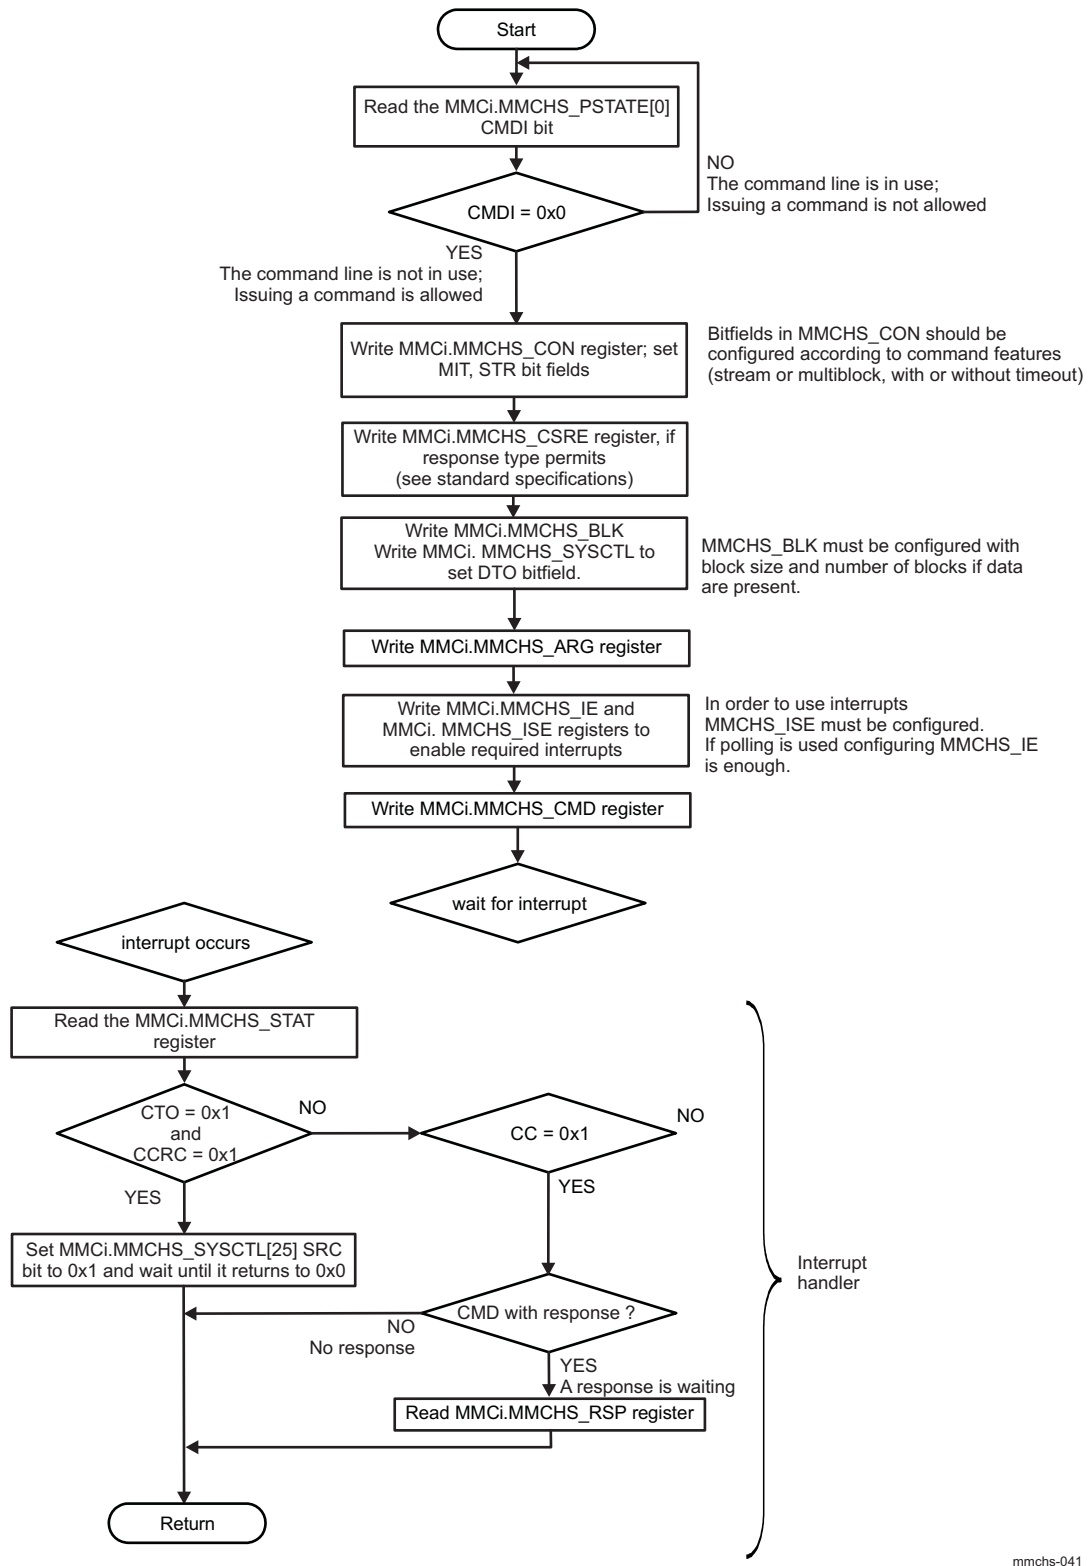 Start
Read the MMCi.MMCHS_PSTATE[0]
CMDI bit
NO
The command line is in use;
Issuing a command is not allowed
CMDI = 0x0
YES
The command line is not in use;
Issuing a command is allowed
Write MMCi.MMCHS_CON register; set
MIT, STR bit fields
Bitfields in MMCHS_CON should be
configured according to command features
(stream or multiblock, with or without timeout)
Write MMCi.MMCHS_CSRE register, if
response type permits
(see standard specifications)
Write MMCi.MMCHS_BLK
Write MMCi. MMCHS_SYSCTL to
set DTO bitfield.
MMCHS_BLK must be configured with
block size and number of blocks if data
are present.
Write MMCi.MMCHS_ARG register
Write MMCi.MMCHS_IE and
MMCi. MMCHS_ISE registers to
enable required interrupts
In order to use interrupts
MMCHS_ISE must be configured.
If polling is used configuring MMCHS_IE
is enough.
Write MMCi.MMCHS_CMD register
wait for interrupt
interrupt occurs
Read the MMCi.MMCHS_STAT
register
CTO = 0x1
and
CCRC = 0x1
NO
CC = 0x1
NO
YES
YES
Set MMCi.MMCHS_SYSCTL[25] SRC
bit to 0x1 and wait until it returns to 0x0
Interrupt
handler
CMD with response ?
NO
No response
YES
A response is waiting
Read MMCi.MMCHS_RSP register
Return
mmchs-041